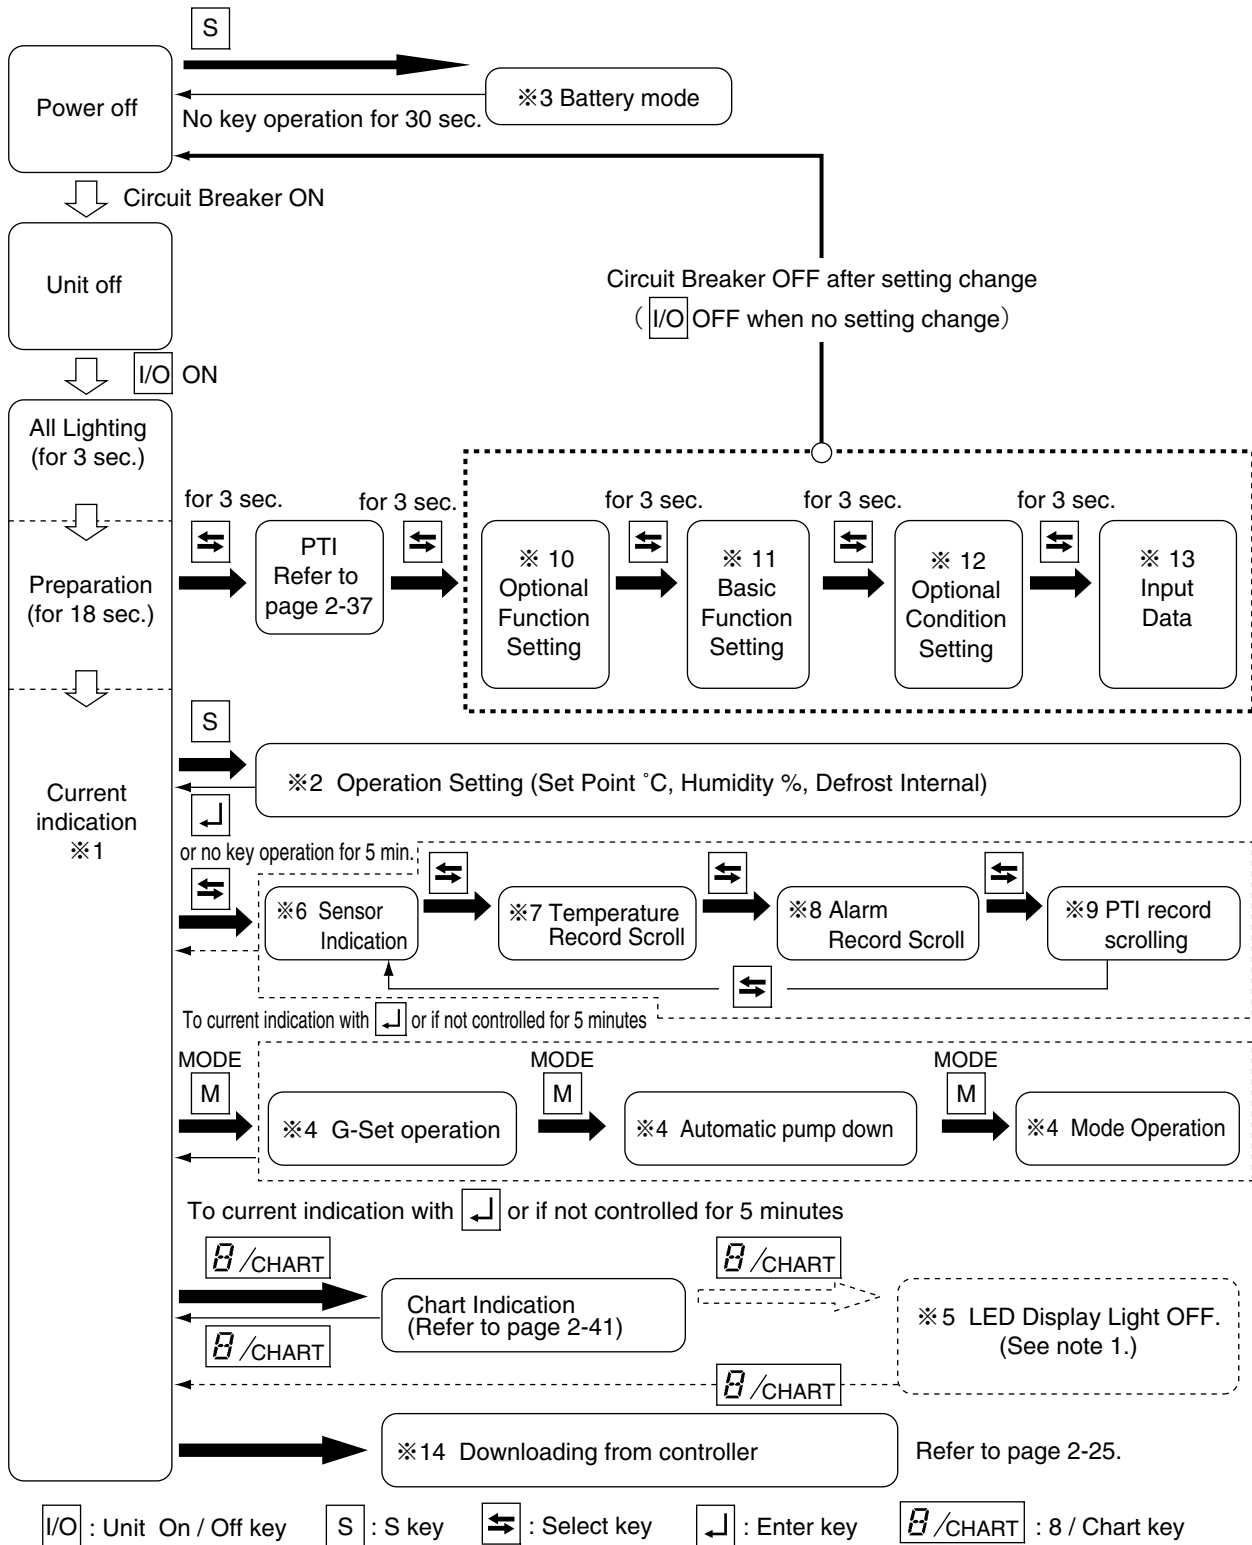 S
Power off
※3 Battery mode
No key operation for 30 sec.
Circuit Breaker ON
Unit off
Circuit Breaker OFF after setting change
( I/O OFF when no setting change)
I/O ON
All Lighting
(for 3 sec.)
for 3 sec.
for 3 sec.
for 3 sec.
for 3 sec.
for 3 sec.
Preparation
(for 18 sec.)
PTI
Refer to
page 2-37
※ 10
Optional
Function
Setting
※ 11
Basic
Function
Setting
※ 12
Optional
Condition
Setting
※ 13
Input
Data
S
※2 Operation Setting (Set Point ˚C, Humidity %, Defrost Internal)
Current
indication
※1
or no key operation for 5 min.
※6 Sensor
Indication
※7 Temperature
Record Scroll
※8 Alarm
Record Scroll
※9 PTI record
scrolling
To current indication with ↵ or if not controlled for 5 minutes
MODE
M
MODE
M
MODE
M
※4 G-Set operation
※4 Automatic pump down
※4 Mode Operation
To current indication with ↵ or if not controlled for 5 minutes
8/CHART
8/CHART
Chart Indication
(Refer to page 2-41)
※5 LED Display Light OFF.
(See note 1.)
8/CHART
8/CHART
※14 Downloading from controller
Refer to page 2-25.
I/O : Unit On / Off key
S : S key
⇆ : Select key
↵ : Enter key
8/CHART : 8 / Chart key